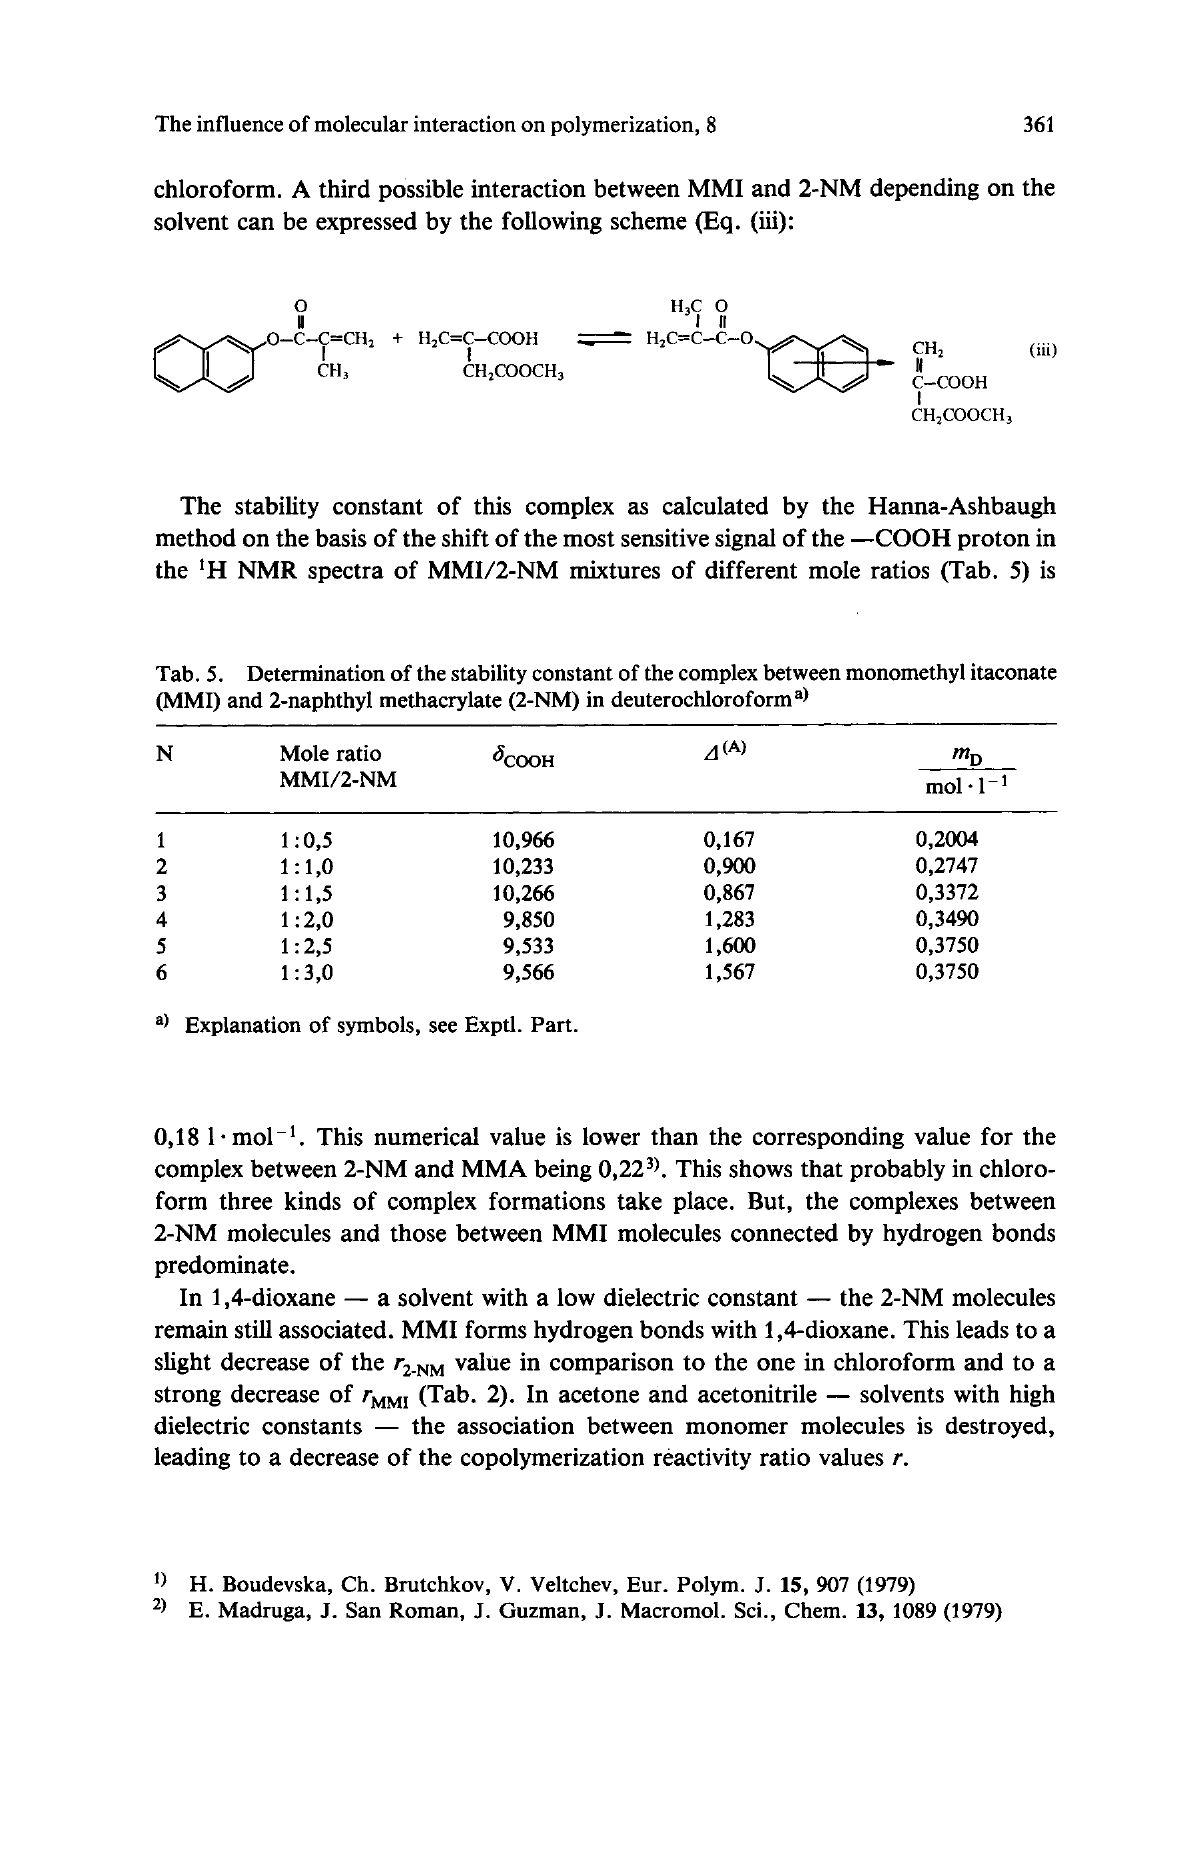 The influence of molecular interaction on polymerization, 8 361
chloroform. A third possible interaction between MMI and 2-NM depending on the
solvent can be expressed by the following scheme (Eq. (iii):
O H₃C O
O–C–C=CH₂ + H₂C=C–COOH ⇌ H₂C=C–C–O CH₂ (iii)
CH₃ CH₂COOCH₃ C–COOH
CH₂COOCH₃
The stability constant of this complex as calculated by the Hanna-Ashbaugh
method on the basis of the shift of the most sensitive signal of the —COOH proton in
the ¹H NMR spectra of MMI/2-NM mixtures of different mole ratios (Tab. 5) is
Tab. 5. Determination of the stability constant of the complex between monomethyl itaconate
(MMI) and 2-naphthyl methacrylate (2-NM) in deuterochloroform a)
N Mole ratio δCOOH Δ(A) mD
MMI/2-NM mol · l⁻¹
1 1:0,5 10,966 0,167 0,2004
2 1:1,0 10,233 0,900 0,2747
3 1:1,5 10,266 0,867 0,3372
4 1:2,0 9,850 1,283 0,3490
5 1:2,5 9,533 1,600 0,3750
6 1:3,0 9,566 1,567 0,3750
a) Explanation of symbols, see Exptl. Part.
0,18 l · mol⁻¹. This numerical value is lower than the corresponding value for the
complex between 2-NM and MMA being 0,22³⁾. This shows that probably in chloro-
form three kinds of complex formations take place. But, the complexes between
2-NM molecules and those between MMI molecules connected by hydrogen bonds
predominate.
In 1,4-dioxane — a solvent with a low dielectric constant — the 2-NM molecules
remain still associated. MMI forms hydrogen bonds with 1,4-dioxane. This leads to a
slight decrease of the r2-NM value in comparison to the one in chloroform and to a
strong decrease of rMMI (Tab. 2). In acetone and acetonitrile — solvents with high
dielectric constants — the association between monomer molecules is destroyed,
leading to a decrease of the copolymerization reactivity ratio values r.
1) H. Boudevska, Ch. Brutchkov, V. Veltchev, Eur. Polym. J. 15, 907 (1979)
2) E. Madruga, J. San Roman, J. Guzman, J. Macromol. Sci., Chem. 13, 1089 (1979)